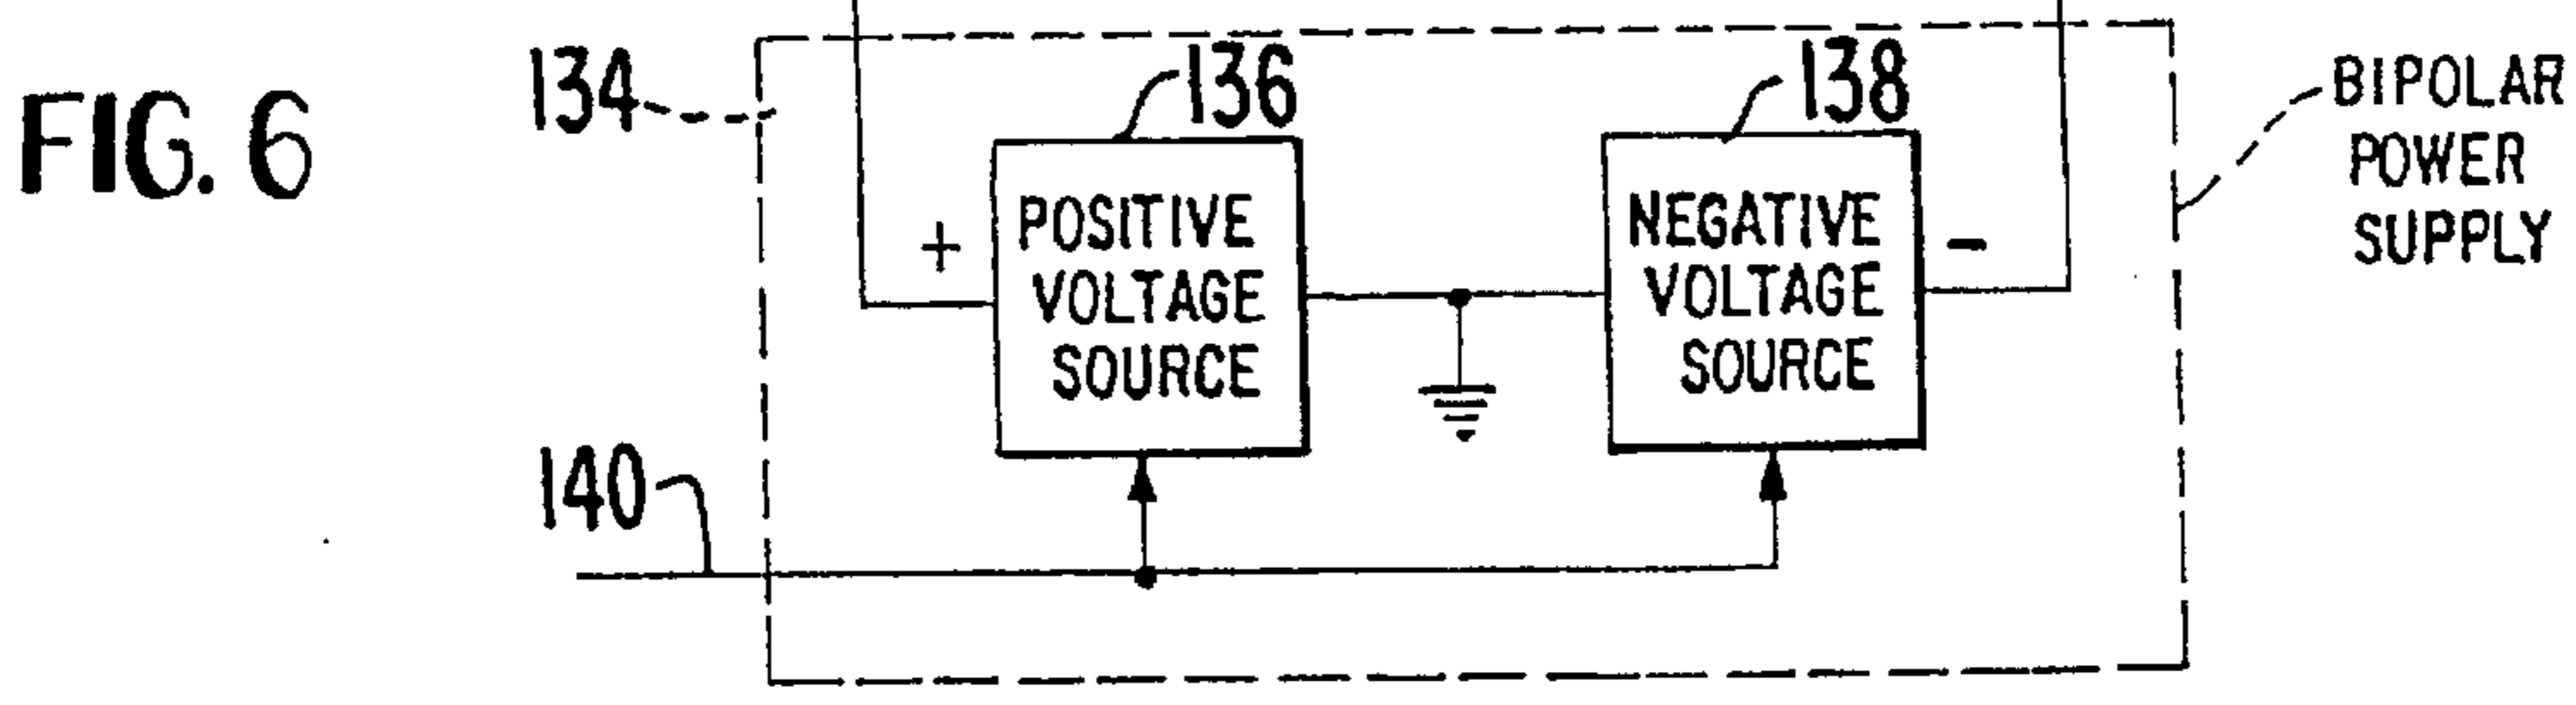 FIG. 6
134
136
138
BIPOLAR
POWER
SUPPLY
+
POSITIVE
VOLTAGE
SOURCE
NEGATIVE
VOLTAGE
SOURCE
-
140